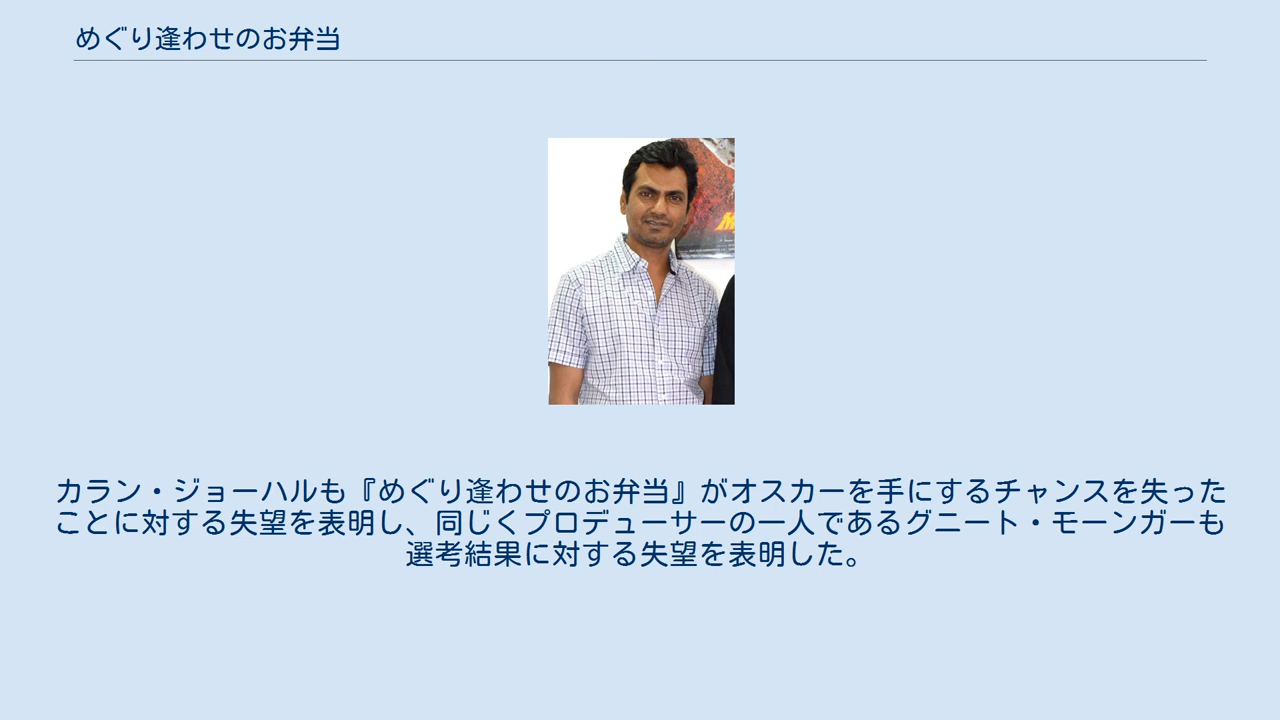 めぐり逢わせのお弁当
カラン・ジョーハルも『めぐり逢わせのお弁当』がオスカーを手にするチャンスを失った
ことに対する失望を表明し、同じくプロデューサーの一人であるグニート・モーンガーも
選考結果に対する失望を表明した。